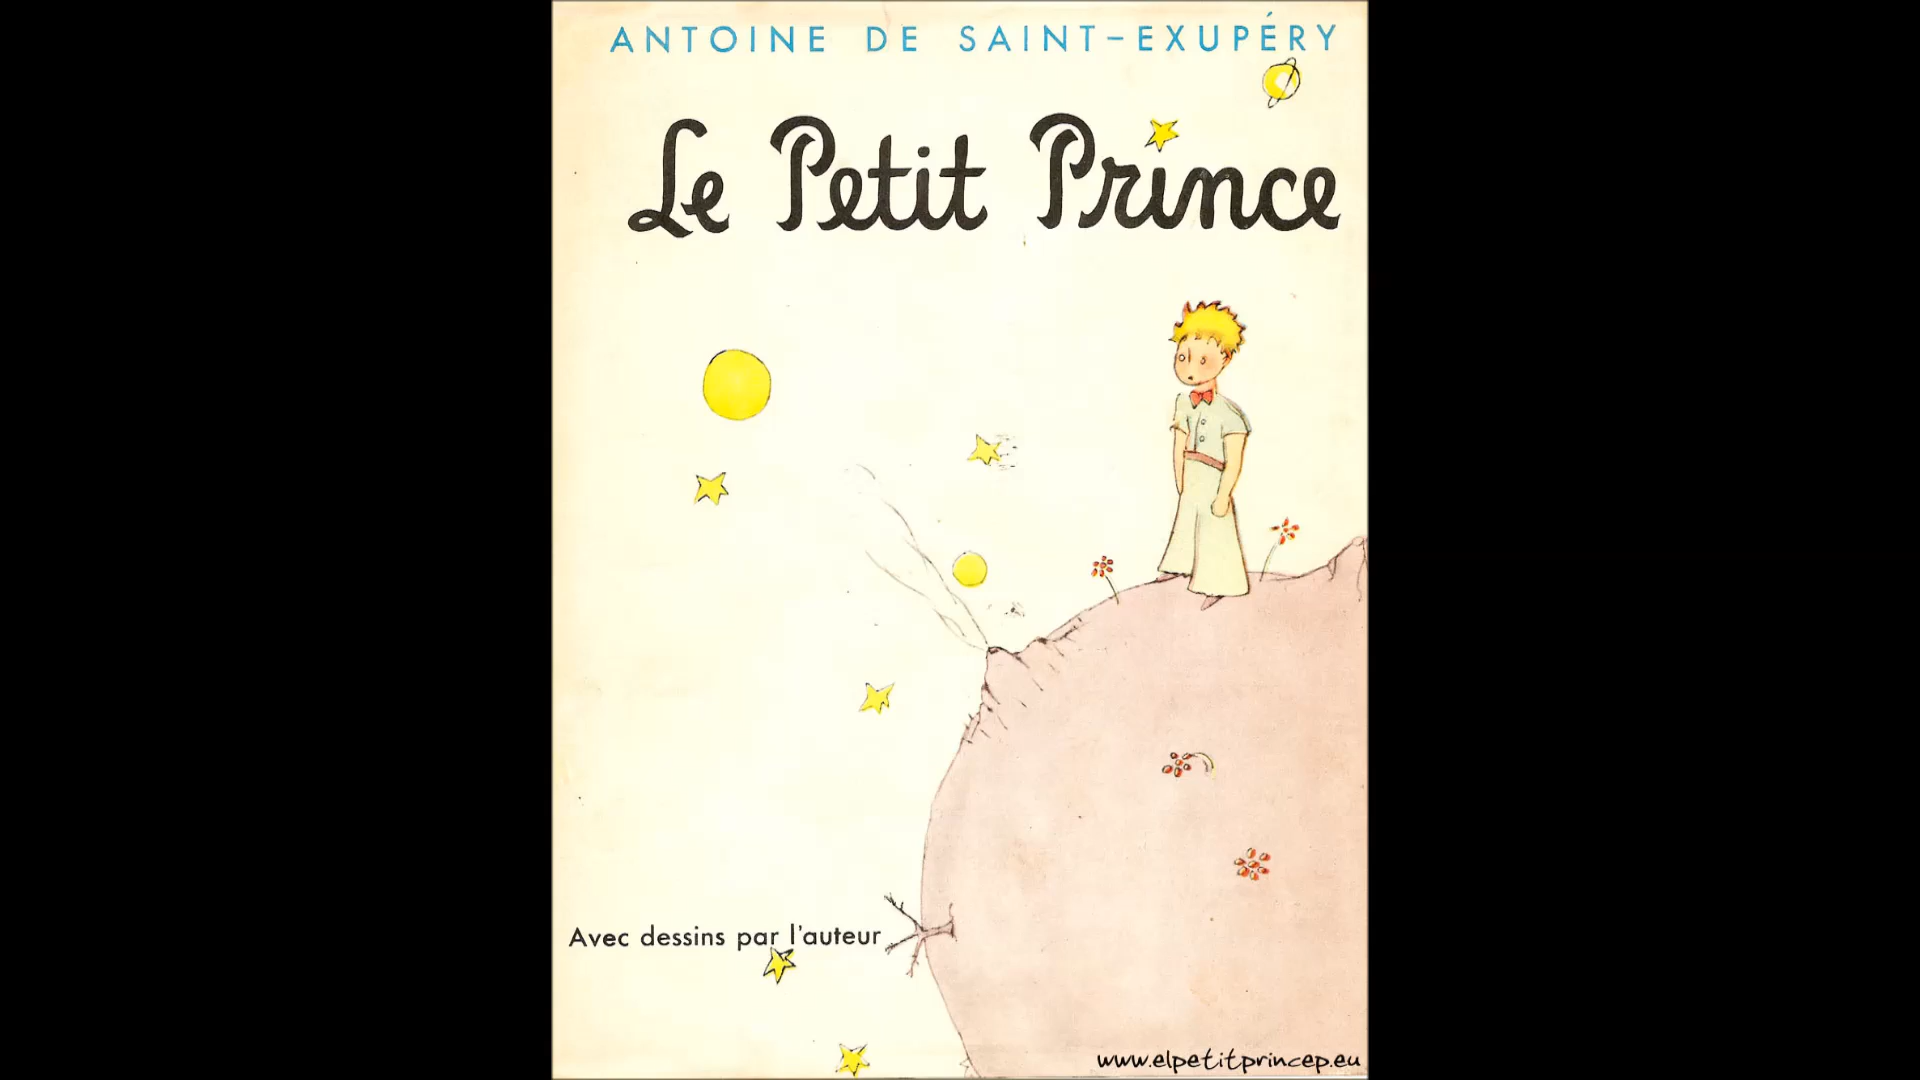 ANTOINE DE SAINT-EXUPÉRY
Le Petit Prince
Avec dessins par l'auteur
www.elpetitprincep.eu